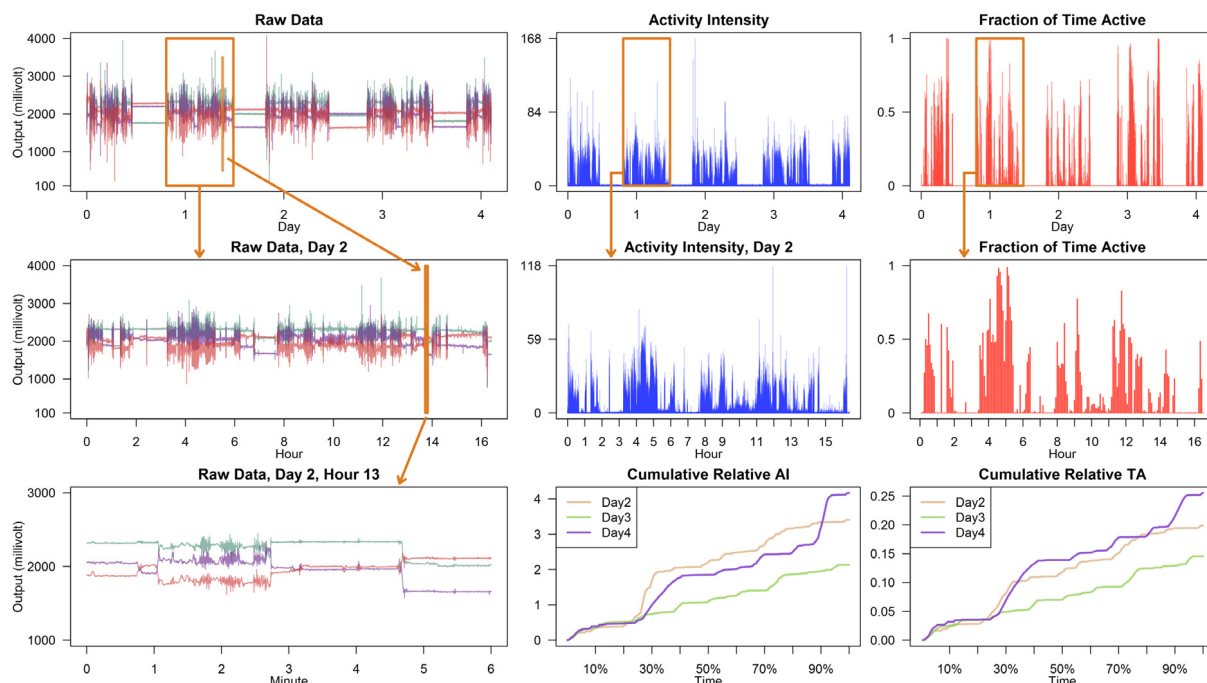 Raw Data
Output (millivolt)
4000
3000
2000
1000
100
0 1 2 3 4
Day
Activity Intensity
168
84
0
0 1 2 3 4
Day
Fraction of Time Active
1
0.5
0
0 1 2 3 4
Day
Raw Data, Day 2
Output (millivolt)
4000
3000
2000
1000
100
0 2 4 6 8 10 12 14 16
Hour
Activity Intensity, Day 2
118
59
0
0 1 2 3 4 5 6 7 8 9 11 13 15
Hour
Fraction of Time Active
1
0.5
0
0 2 4 6 8 10 12 14 16
Hour
Raw Data, Day 2, Hour 13
Output (millivolt)
3000
2000
1000
0 1 2 3 4 5 6
Minute
Cumulative Relative AI
4
3
2
1
0
Day2
Day3
Day4
10% 30% 50% 70% 90%
Time
Cumulative Relative TA
0.25
0.20
0.15
0.10
0.05
0.00
Day2
Day3
Day4
10% 30% 50% 70% 90%
Time